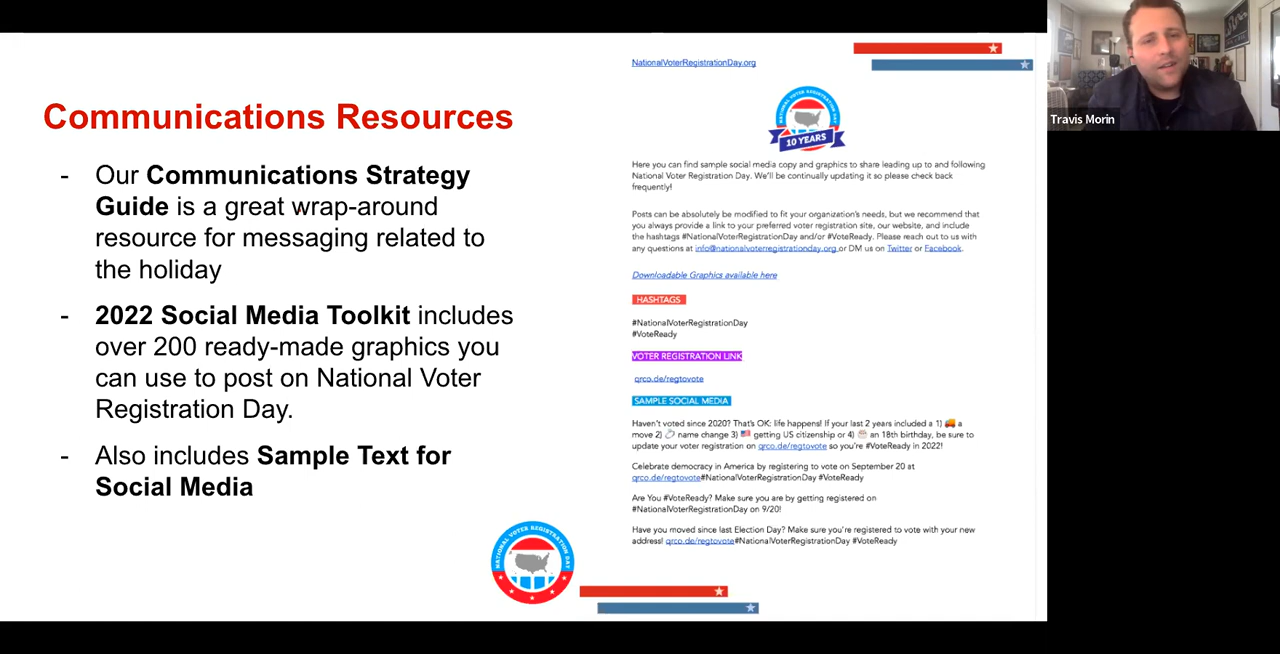 Communications Resources
- Our Communications Strategy
Guide is a great wrap-around
resource for messaging related to
the holiday
- 2022 Social Media Toolkit includes
over 200 ready-made graphics you
can use to post on National Voter
Registration Day.
- Also includes Sample Text for
Social Media
NATIONAL VOTER REGISTRATION DAY
NationalVoterRegistrationDay.org
NATIONAL VOTER REGISTRATION DAY
10 YEARS
Here you can find sample social media copy and graphics to share leading up to and following
National Voter Registration Day. We'll be continually updating it so please check back
frequently!
Posts can be absolutely be modified to fit your organization's needs, but we recommend that
you always provide a link to your preferred voter registration site, our website, and include
the hashtags #NationalVoterRegistrationDay and/or #VoteReady. Please reach out to us with
any questions at info@nationalvoterregistrationday.org or DM us on Twitter or Facebook.
Downloadable Graphics available here
HASHTAGS
#NationalVoterRegistrationDay
#VoteReady
VOTER REGISTRATION LINK
qrco.de/regtovote
SAMPLE SOCIAL MEDIA
Haven't voted since 2020? That's OK: life happens! If your last 2 years included a 1) 🚚 a
move 2) 💍 name change 3) 🇺🇸 getting US citizenship or 4) 🎂 an 18th birthday, be sure to
update your voter registration on qrco.de/regtovote so you're #VoteReady in 2022!
Celebrate democracy in America by registering to vote on September 20 at
qrco.de/regtovote#NationalVoterRegistrationDay #VoteReady
Are You #VoteReady? Make sure you are by getting registered on
#NationalVoterRegistrationDay on 9/20!
Have you moved since last Election Day? Make sure you're registered to vote with your new
address! qrco.de/regtovote#NationalVoterRegistrationDay #VoteReady
Travis Morin